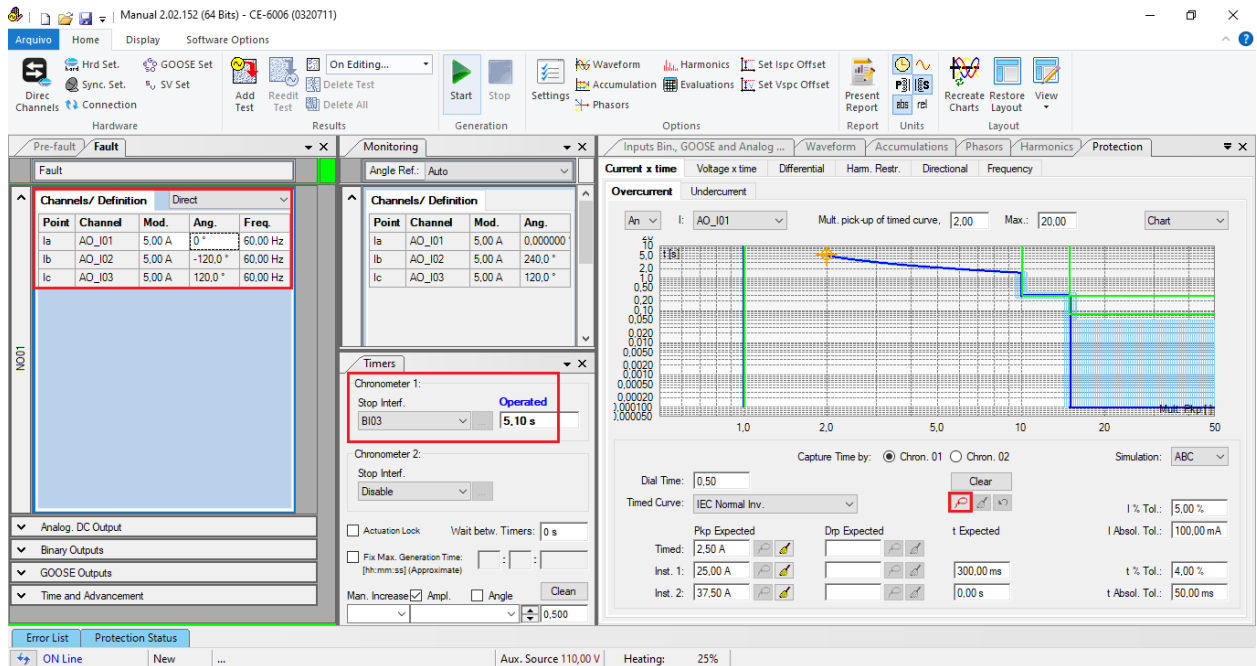 Manual 2.02.152 (64 Bits) - CE-6006 (0320711)
Arquivo Home Display Software Options
Direc Channels
Hrd Set.
Sync. Set.
Connection
GOOSE Set
SV Set
Hardware
Add Test
Reedit Test
On Editing...
Delete Test
Delete All
Results
Start
Stop
Generation
Settings
Waveform
Accumulation
Phasors
Harmonics
Evaluations
Set Ispc Offset
Set Vspc Offset
Options
Present Report
Report
abs rel
Units
Recreate Charts
Restore Layout
View
Layout
Pre-fault Fault
Fault
Channels/ Definition Direct
Point Channel Mod. Ang. Freq.
Ia AO_I01 5,00 A 0 ° 60,00 Hz
Ib AO_I02 5,00 A -120,0 ° 60,00 Hz
Ic AO_I03 5,00 A 120,0 ° 60,00 Hz
NO01
Analog. DC Output
Binary Outputs
GOOSE Outputs
Time and Advancement
Monitoring
Angle Ref.: Auto
Channels/ Definition
Point Channel Mod. Ang.
Ia AO_I01 5,00 A 0,000000 °
Ib AO_I02 5,00 A 240,0 °
Ic AO_I03 5,00 A 120,0 °
Timers
Chronometer 1:
Stop Interf. Operated
BI03 ... 5,10 s
Chronometer 2:
Stop Interf.
Disable ...
Actuation Lock Wait betw. Timers: 0 s
Fix Max. Generation Time: : :
[hh:mm:ss] (Approximate)
Man. Increase Ampl. Angle Clean
0,500
Inputs Bin., GOOSE and Analog ... Waveform Accumulations Phasors Harmonics Protection
Current x time Voltage x time Differential Harm. Restr. Directional Frequency
Overcurrent Undercurrent
An I: AO_I01 Mult. pick-up of timed curve, 2,00 Max.: 20,00 Chart
t [s]
10
5,0
2,0
1,0
0,50
0,20
0,10
0,050
0,020
0,010
0,0050
0,0020
0,0010
0,00050
0,00020
0,000100
0,000050
Mult. Pkp [ ]
1,0 2,0 5,0 10 20 50
Capture Time by: Chron. 01 Chron. 02 Simulation: ABC
Dial Time: 0,50 Clear
Timed Curve: IEC Normal Inv.
I % Tol.: 5,00 %
Pkp Expected Drp Expected t Expected I Absol. Tol.: 100,00 mA
Timed: 2,50 A
Inst. 1: 25,00 A 300,00 ms t % Tol.: 4,00 %
Inst. 2: 37,50 A 0,00 s t Absol. Tol.: 50,00 ms
Error List Protection Status
ON Line New ... Aux. Source 110,00 V Heating: 25%